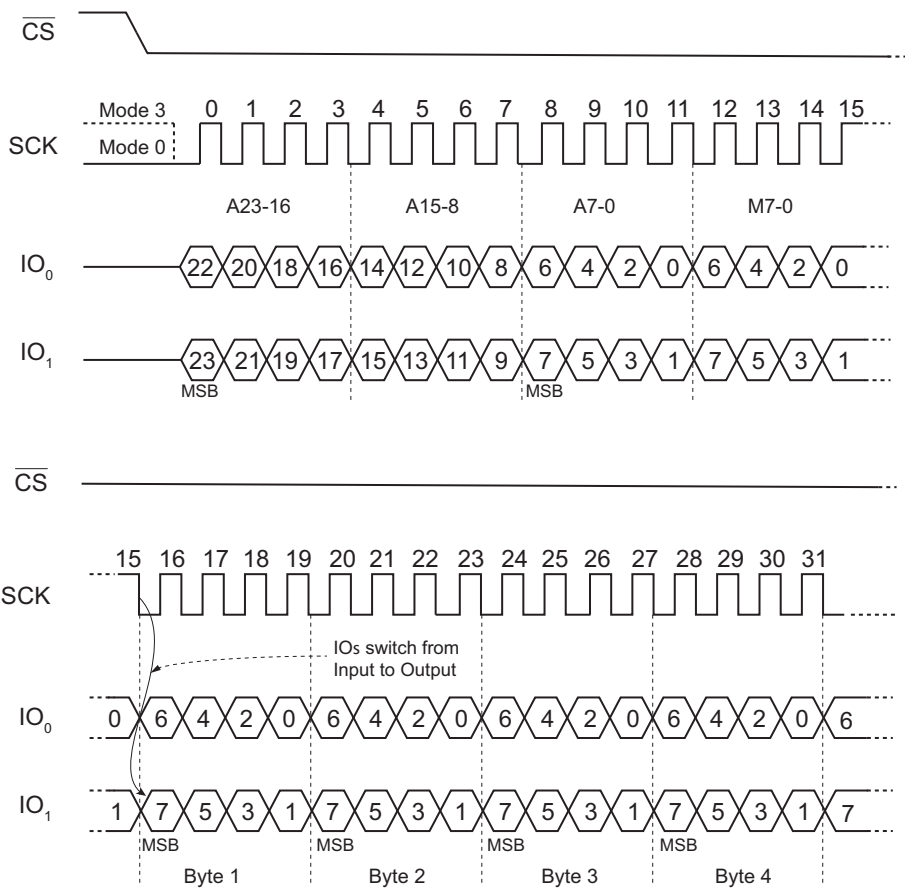 CS
Mode 3 0 1 2 3 4 5 6 7 8 9 10 11 12 13 14 15
SCK Mode 0
A23-16 A15-8 A7-0 M7-0
IO0 22 20 18 16 14 12 10 8 6 4 2 0 6 4 2 0
IO1 23 21 19 17 15 13 11 9 7 5 3 1 7 5 3 1
MSB MSB
CS
15 16 17 18 19 20 21 22 23 24 25 26 27 28 29 30 31
SCK
IOs switch from
Input to Output
IO0 0 6 4 2 0 6 4 2 0 6 4 2 0 6 4 2 0 6
IO1 1 7 5 3 1 7 5 3 1 7 5 3 1 7 5 3 1 7
MSB MSB MSB MSB
Byte 1 Byte 2 Byte 3 Byte 4